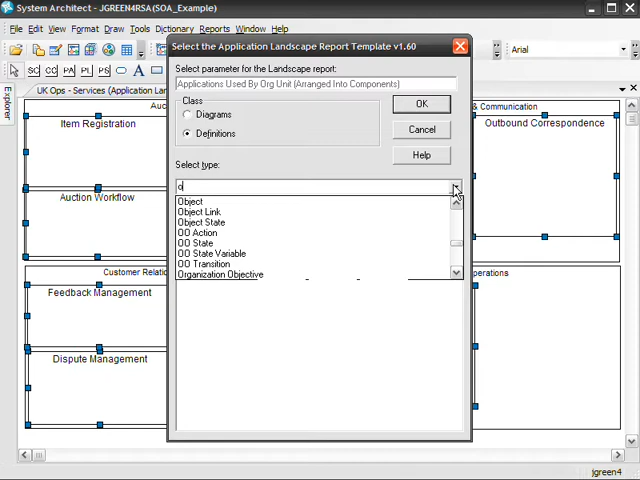 System Architect - JGREEN4RSA(SOA_Example)
File Edit View Format Draw Tools Dictionary Reports Window Help
Arial
UK Ops - Services (Application Lan
Explorer
Select the Application Landscape Report Template v1.60
Select parameter for the Landscape report:
Applications Used By Org Unit (Arranged Into Components)
Class
Diagrams
Definitions
OK
Cancel
Help
Select type:
o
Object
Object Link
Object State
OO Action
OO State
OO State Variable
OO Transition
Organization Objective
Auc
Item Registration
Auction Workflow
Customer Relatio
Feedback Management
Dispute Management
& Communication
Outbound Correspondence
perations
jgreen4